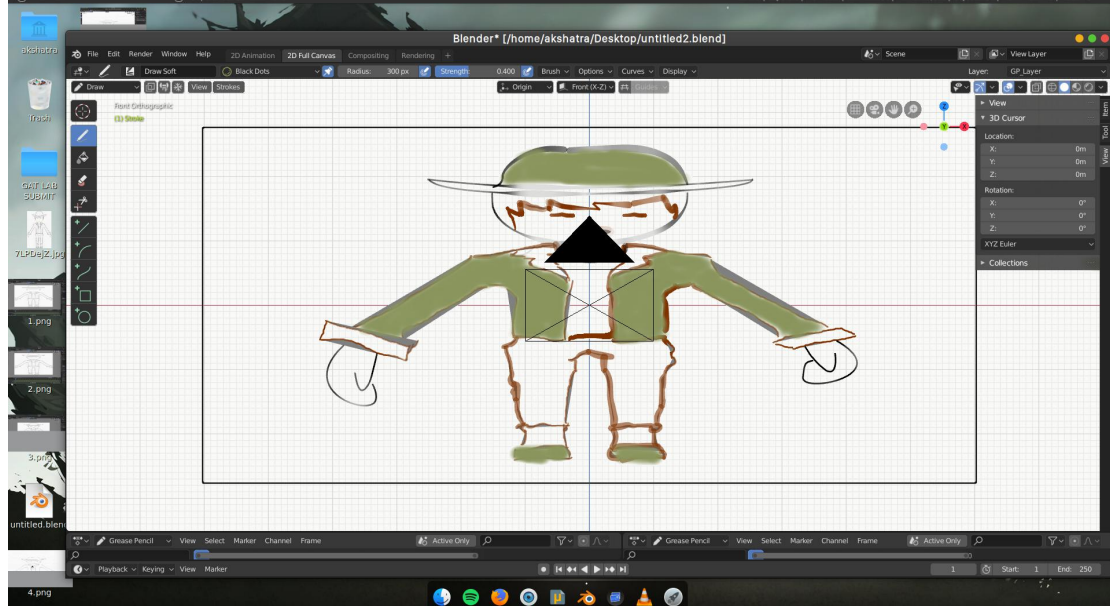 akshatra
Trash
GAT LAB
SUBMIT
7LPDejZ.jpg
1.png
2.png
3.png
untitled.blend
4.png
Blender* [/home/akshatra/Desktop/untitled2.blend]
File Edit Render Window Help 2D Animation 2D Full Canvas Compositing Rendering + Scene View Layer
Draw Soft Black Dots Radius: 300 px Strength: 0.400 Brush Options Curves Display Layer: GP_Layer
Draw View Strokes Origin Front (X-Z) Guides
Front Orthographic
(1) Stroke
Z
Y
X
View
3D Cursor
Location:
X: 0m
Y: 0m
Z: 0m
Rotation:
X: 0°
Y: 0°
Z: 0°
XYZ Euler
Collections
Item
Tool
View
Grease Pencil View Select Marker Channel Frame Active Only Grease Pencil View Select Marker Channel Frame Active Only
Playback Keying View Marker 1 Start: 1 End: 250